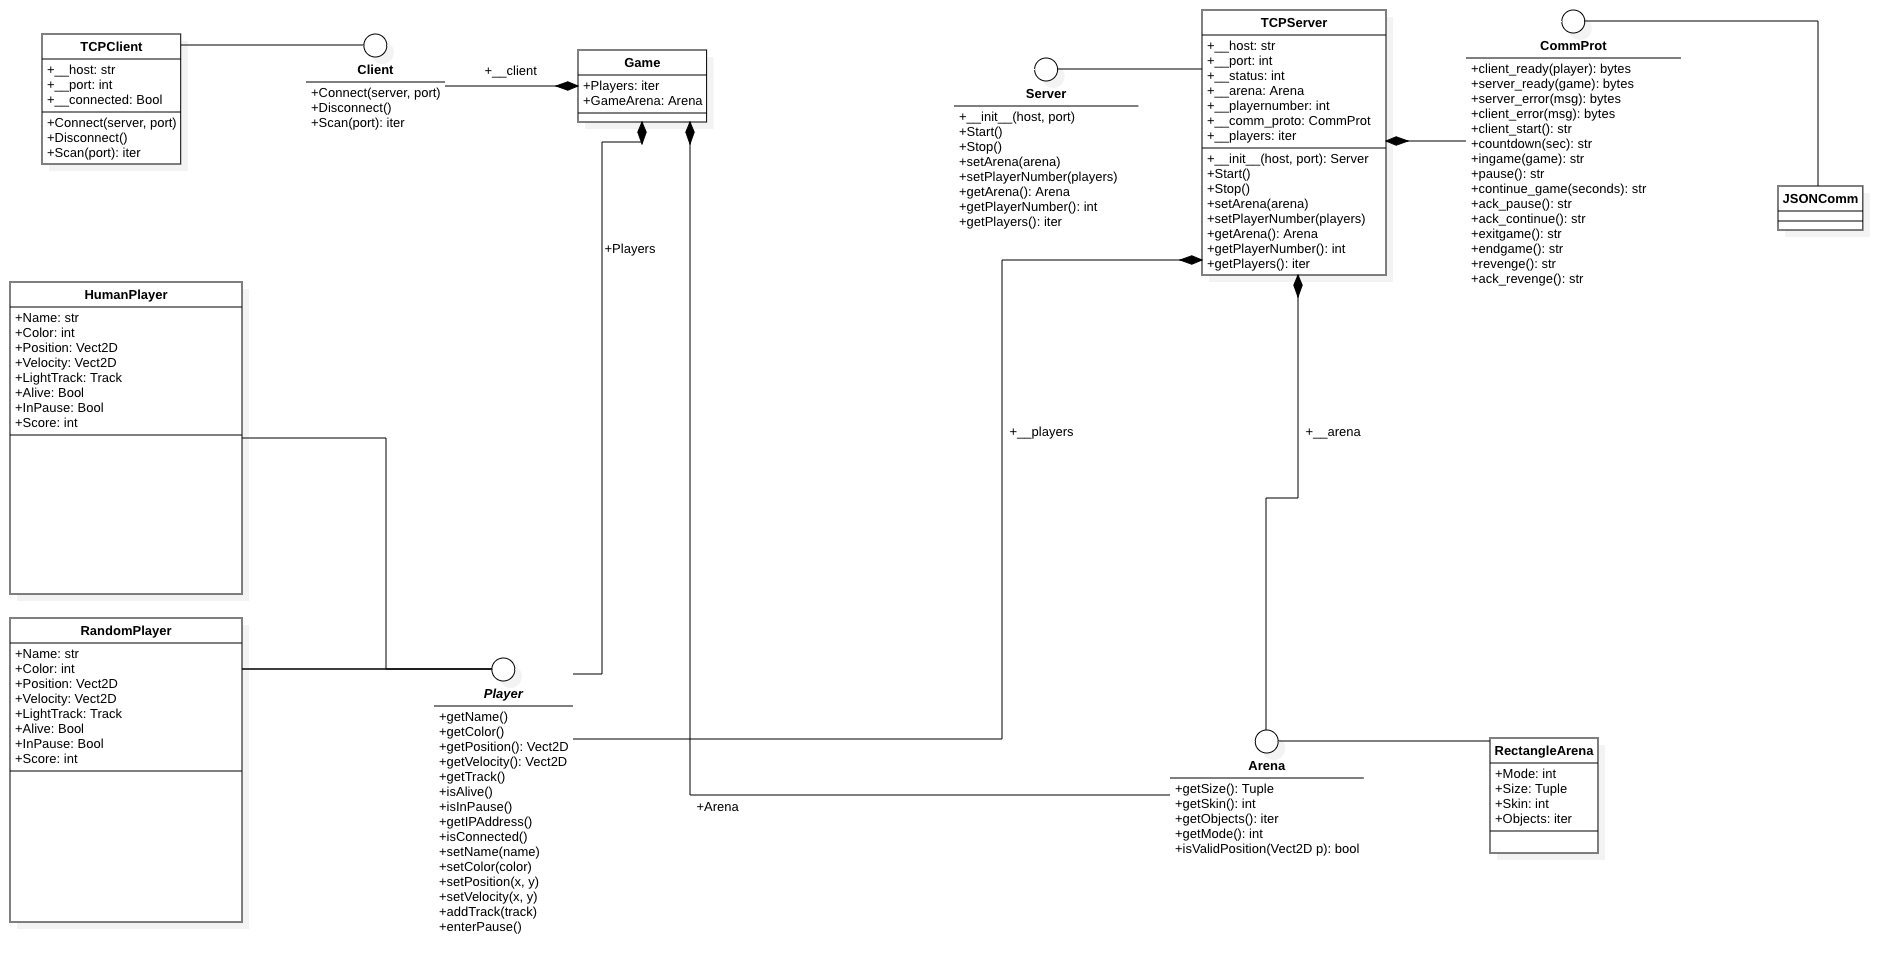 TCPClient
+__host: str
+__port: int
+__connected: Bool
+Connect(server, port)
+Disconnect()
+Scan(port): iter
Client
+Connect(server, port)
+Disconnect()
+Scan(port): iter
+__client
Game
+Players: iter
+GameArena: Arena
+Players
Server
+__init__(host, port)
+Start()
+Stop()
+setArena(arena)
+setPlayerNumber(players)
+getArena(): Arena
+getPlayerNumber(): int
+getPlayers(): iter
TCPServer
+__host: str
+__port: int
+__status: int
+__arena: Arena
+__playernumber: int
+__comm_proto: CommProt
+__players: iter
+__init__(host, port): Server
+Start()
+Stop()
+setArena(arena)
+setPlayerNumber(players)
+getArena(): Arena
+getPlayerNumber(): int
+getPlayers(): iter
CommProt
+client_ready(player): bytes
+server_ready(game): bytes
+server_error(msg): bytes
+client_error(msg): bytes
+client_start(): str
+countdown(sec): str
+ingame(game): str
+pause(): str
+continue_game(seconds): str
+ack_pause(): str
+ack_continue(): str
+exitgame(): str
+endgame(): str
+revenge(): str
+ack_revenge(): str
JSONComm
HumanPlayer
+Name: str
+Color: int
+Position: Vect2D
+Velocity: Vect2D
+LightTrack: Track
+Alive: Bool
+InPause: Bool
+Score: int
+__players
+__arena
RandomPlayer
+Name: str
+Color: int
+Position: Vect2D
+Velocity: Vect2D
+LightTrack: Track
+Alive: Bool
+InPause: Bool
+Score: int
Player
+getName()
+getColor()
+getPosition(): Vect2D
+getVelocity(): Vect2D
+getTrack()
+isAlive()
+isInPause()
+getIPAddress()
+isConnected()
+setName(name)
+setColor(color)
+setPosition(x, y)
+setVelocity(x, y)
+addTrack(track)
+enterPause()
+Arena
Arena
+getSize(): Tuple
+getSkin(): int
+getObjects(): iter
+getMode(): int
+isValidPosition(Vect2D p): bool
RectangleArena
+Mode: int
+Size: Tuple
+Skin: int
+Objects: iter